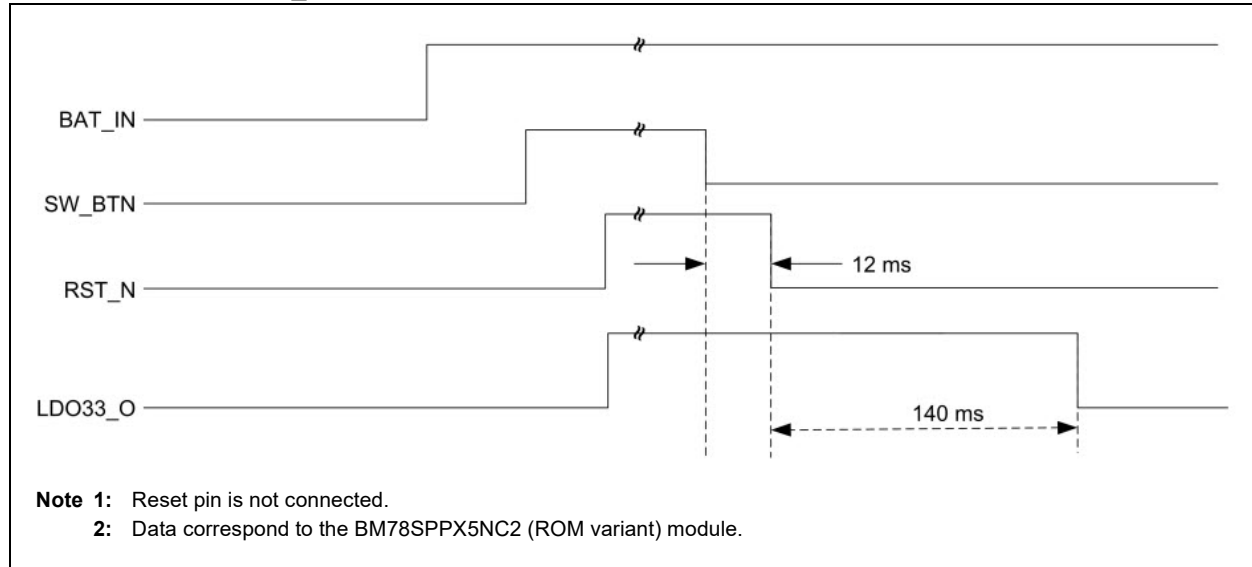 BAT_IN
SW_BTN
12 ms
RST_N
LDO33_O
140 ms
Note 1: Reset pin is not connected.
2: Data correspond to the BM78SPPX5NC2 (ROM variant) module.